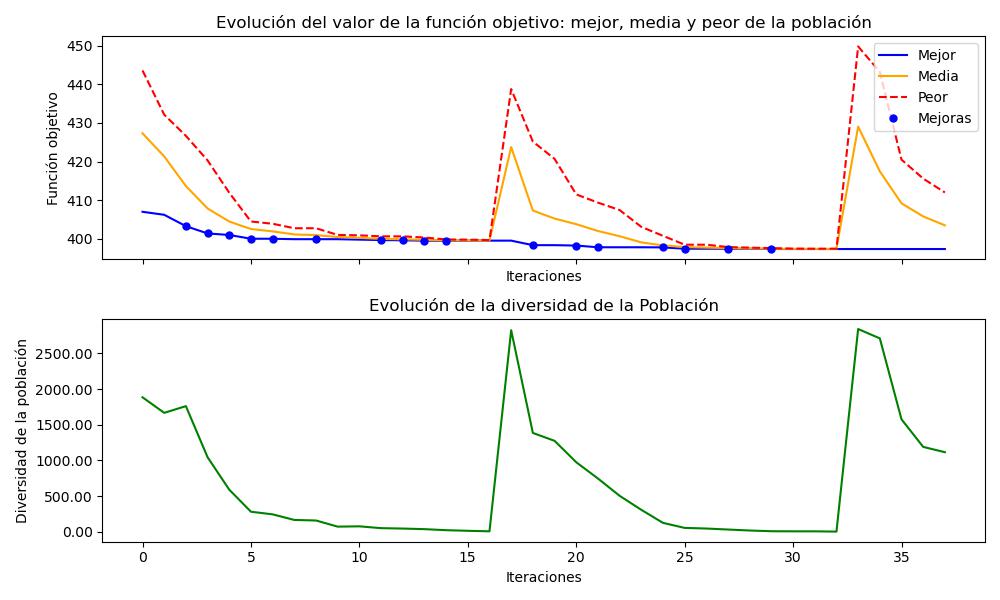 Evolución del valor de la función objetivo: mejor, media y peor de la población
Función objetivo
450
440
430
420
410
400
Mejor
Media
Peor
Mejoras
Iteraciones
Evolución de la diversidad de la Población
Diversidad de la población
2500.00
2000.00
1500.00
1000.00
500.00
0.00
0 5 10 15 20 25 30 35
Iteraciones